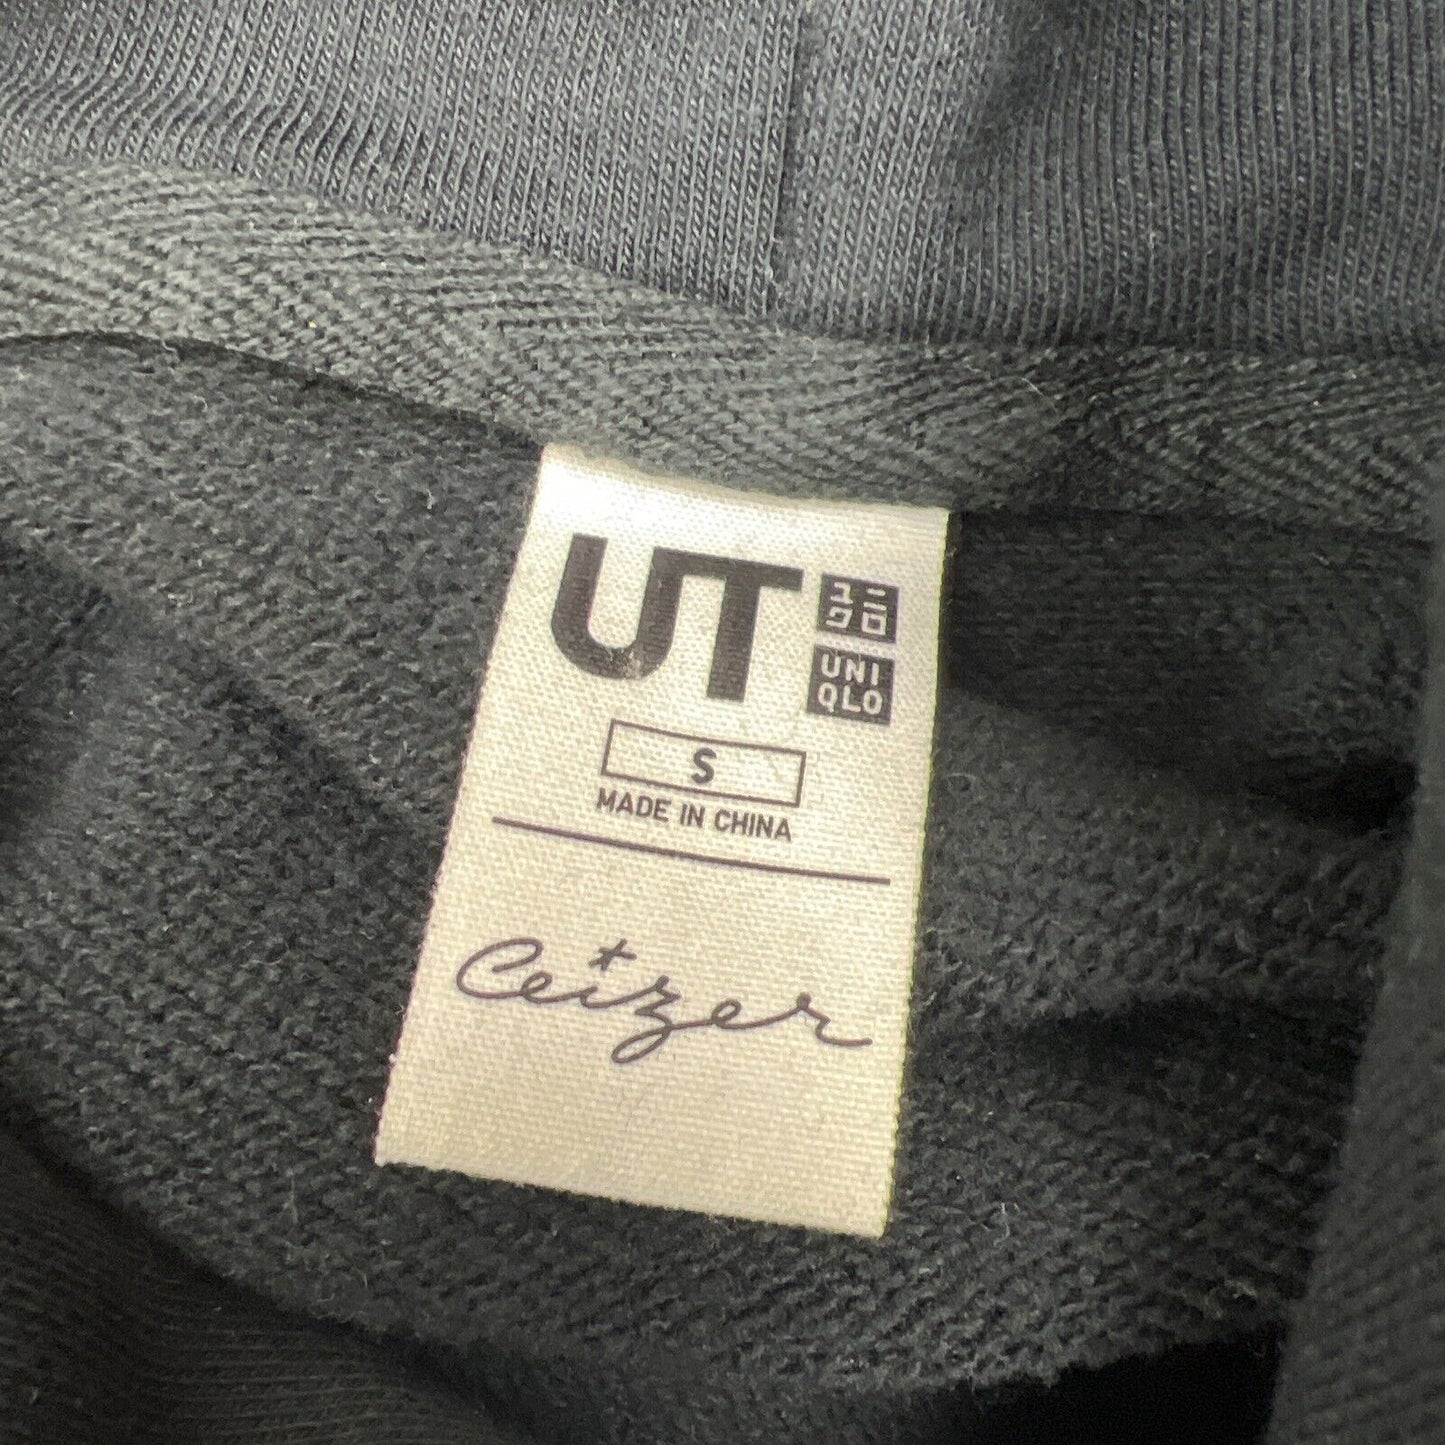 UT
ユニ
クロ
UNI
QLO
S
MADE IN CHINA
Ceizer